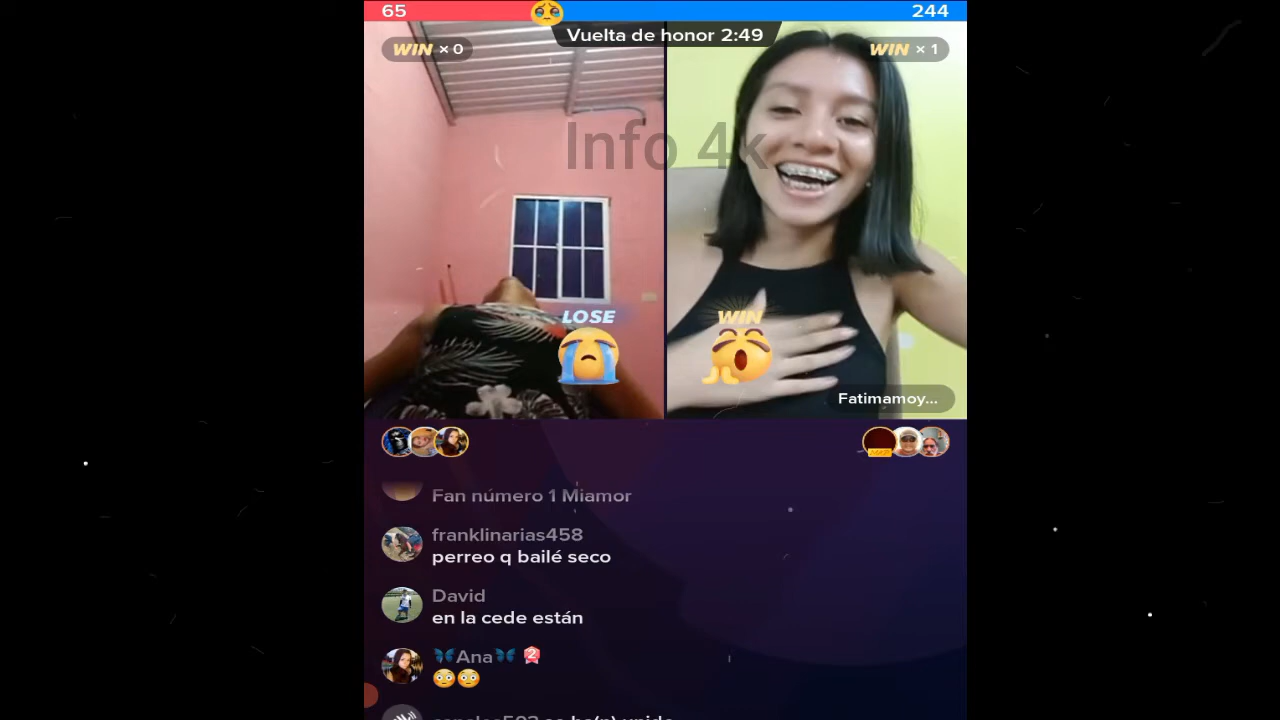 65
244
Vuelta de honor 2:49
WIN × 0
WIN × 1
Info 4k
LOSE
WIN
Fatimamoy...
Fan número 1 Miamor
franklinarias458
perreo q bailé seco
David
en la cede están
Ana 2